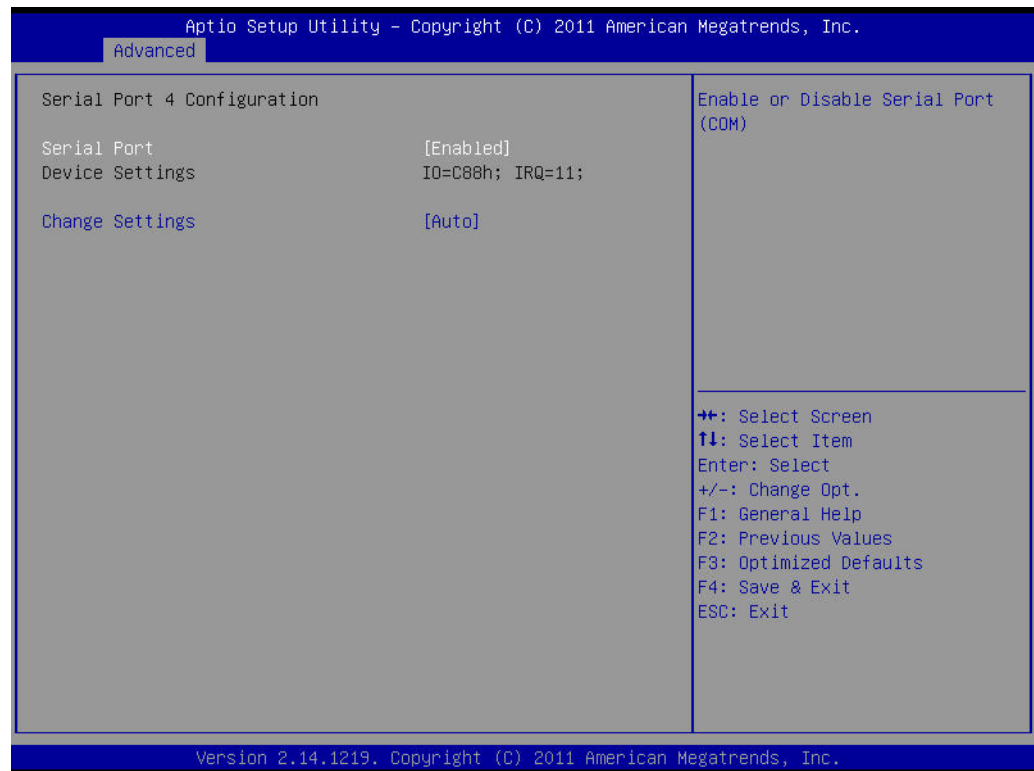 Aptio Setup Utility – Copyright (C) 2011 American Megatrends, Inc.
Advanced
Serial Port 4 Configuration
Serial Port [Enabled]
Device Settings IO=C88h; IRQ=11;
Change Settings [Auto]
Enable or Disable Serial Port
(COM)
→←: Select Screen
↑↓: Select Item
Enter: Select
+/-: Change Opt.
F1: General Help
F2: Previous Values
F3: Optimized Defaults
F4: Save & Exit
ESC: Exit
Version 2.14.1219. Copyright (C) 2011 American Megatrends, Inc.